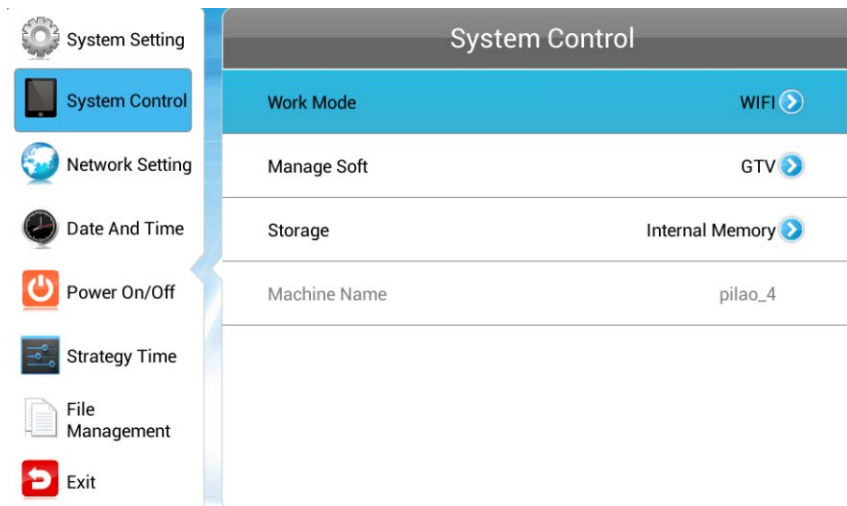 System Setting
System Control
Network Setting
Date And Time
Power On/Off
Strategy Time
File
Management
Exit
System Control
Work Mode WIFI
Manage Soft GTV
Storage Internal Memory
Machine Name pilao_4